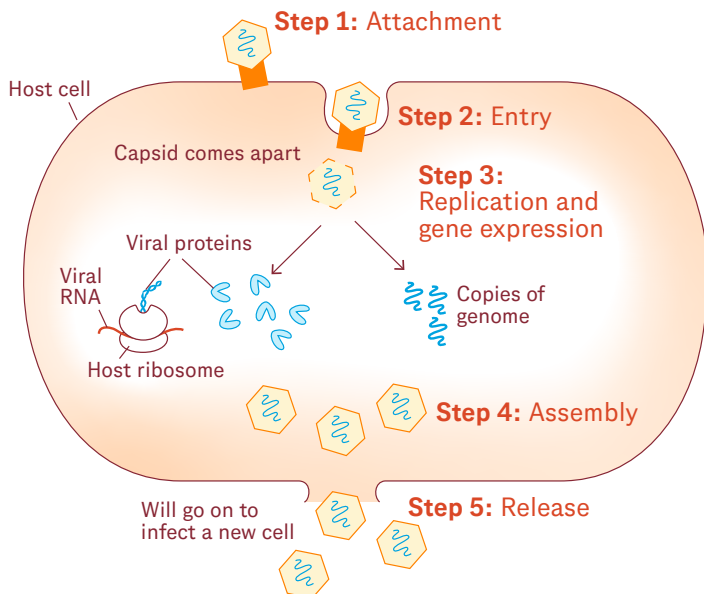 Step 1: Attachment
Host cell
Step 2: Entry
Capsid comes apart
Step 3:
Replication and
gene expression
Viral proteins
Viral
RNA
Copies of
genome
Host ribosome
Step 4: Assembly
Will go on to
infect a new cell
Step 5: Release